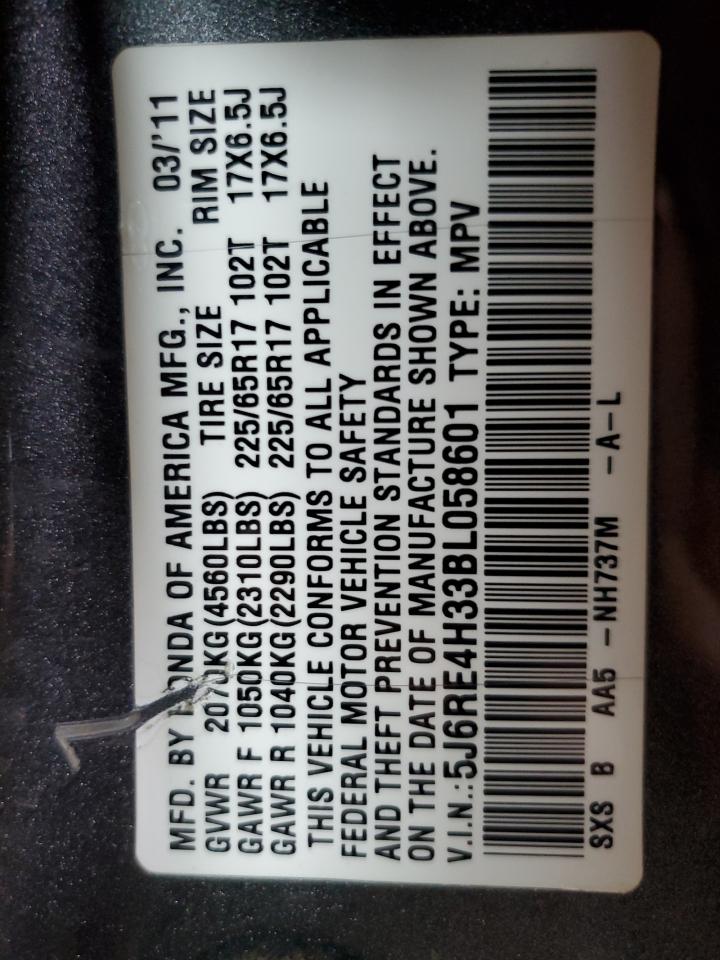 MFD. BY HONDA OF AMERICA MFG., INC. 03/'11
GVWR 2070KG(4560LBS) TIRE SIZE RIM SIZE
GAWR F 1050KG(2310LBS) 225/65R17 102T 17X6.5J
GAWR R 1040KG(2290LBS) 225/65R17 102T 17X6.5J
THIS VEHICLE CONFORMS TO ALL APPLICABLE
FEDERAL MOTOR VEHICLE SAFETY
AND THEFT PREVENTION STANDARDS IN EFFECT
ON THE DATE OF MANUFACTURE SHOWN ABOVE.
V.I.N.:5J6RE4H33BL058601 TYPE: MPV
SXS B AA5 -NH737M -A-L